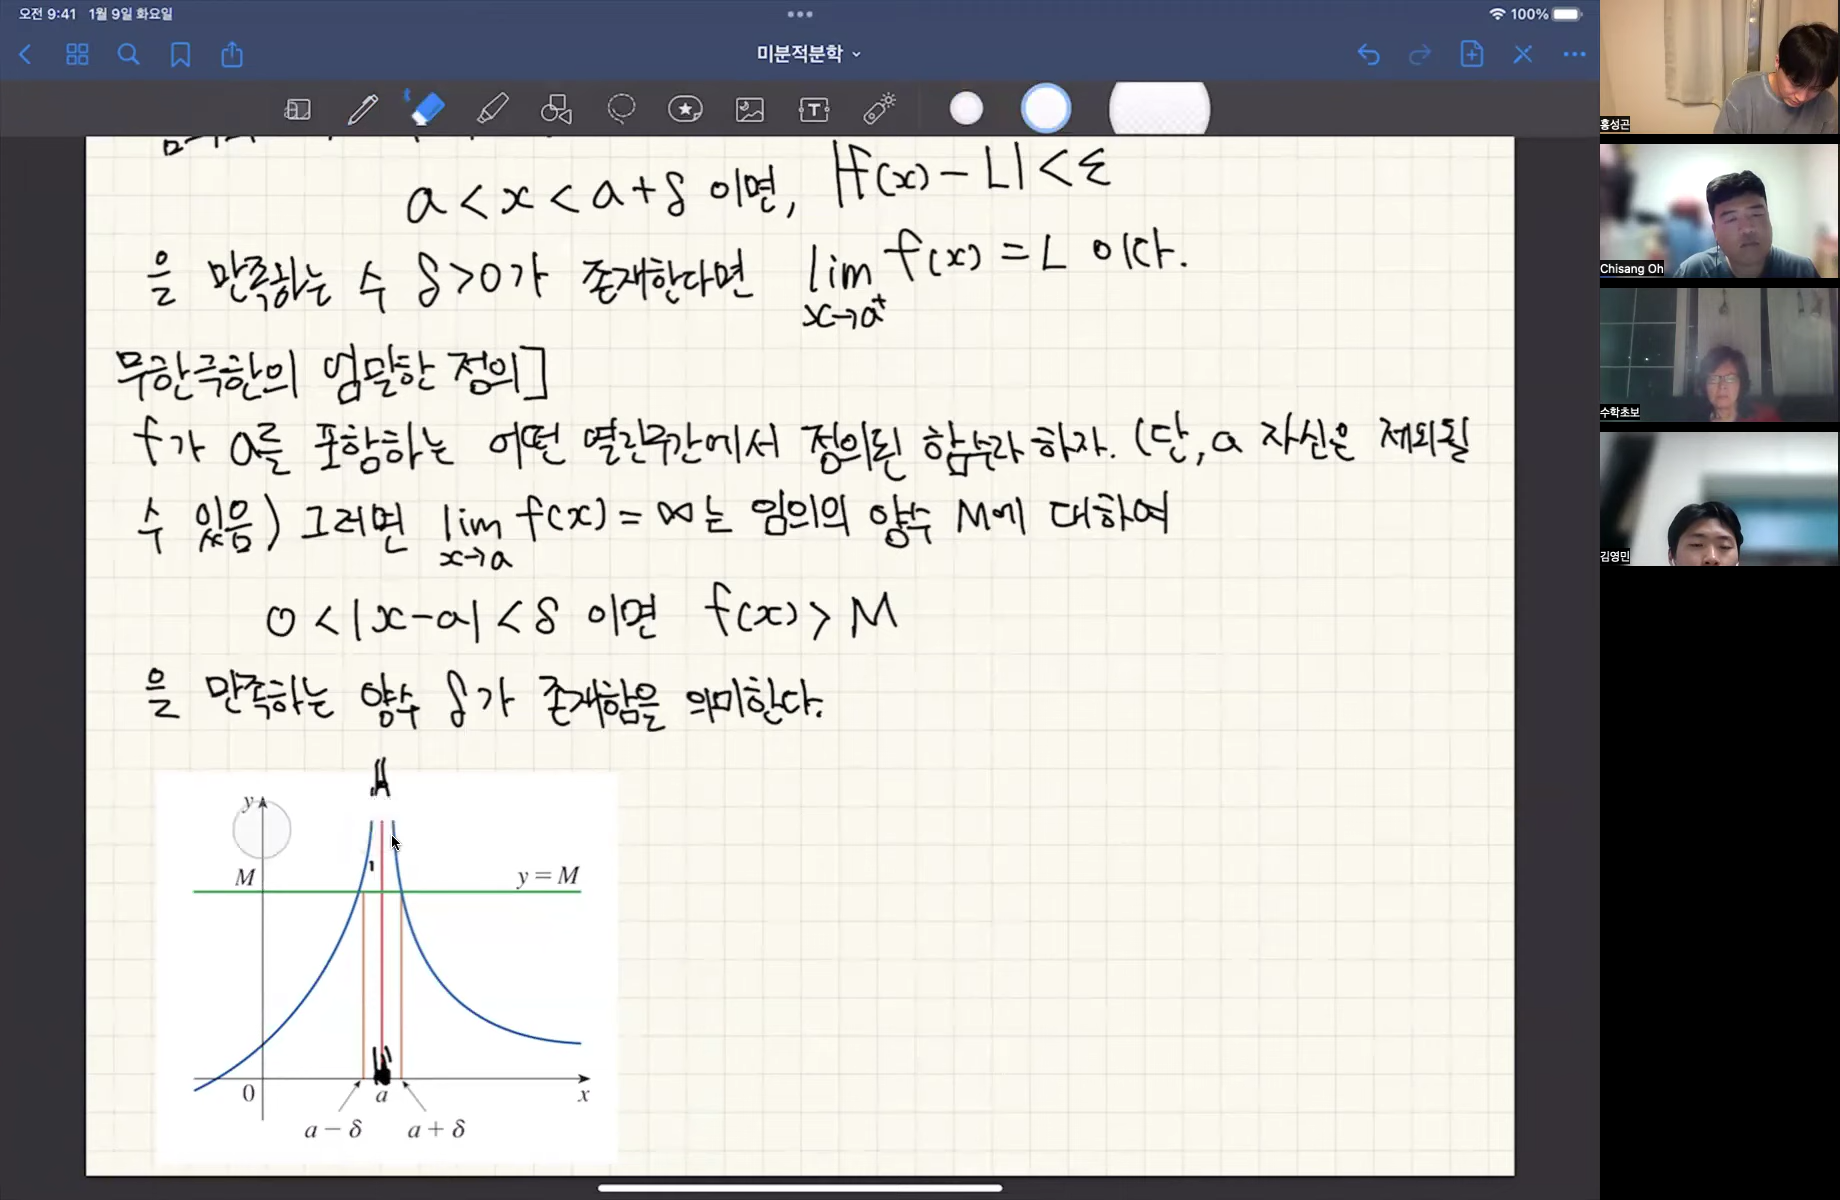 오전 9:41 1월 9일 화요일
100%
미분적분학
a < x < a + δ 이면, |f(x) - L| < ε
을 만족하는 수 δ > 0가 존재한다면 lim f(x) = L 이다.
x→a⁺
무한극한의 엄밀한 정의]
f가 a를 포함하는 어떤 열린구간에서 정의된 함수라 하자. (단, a 자신은 제외될
수 있음) 그러면 lim f(x) = ∞는 임의의 양수 M에 대하여
x→a
0 < |x-a| < δ 이면 f(x) > M
을 만족하는 양수 δ가 존재함을 의미한다.
y
M
y = M
0
a
x
a − δ
a + δ
홍성곤
Chisang Oh
수학초보
김영민